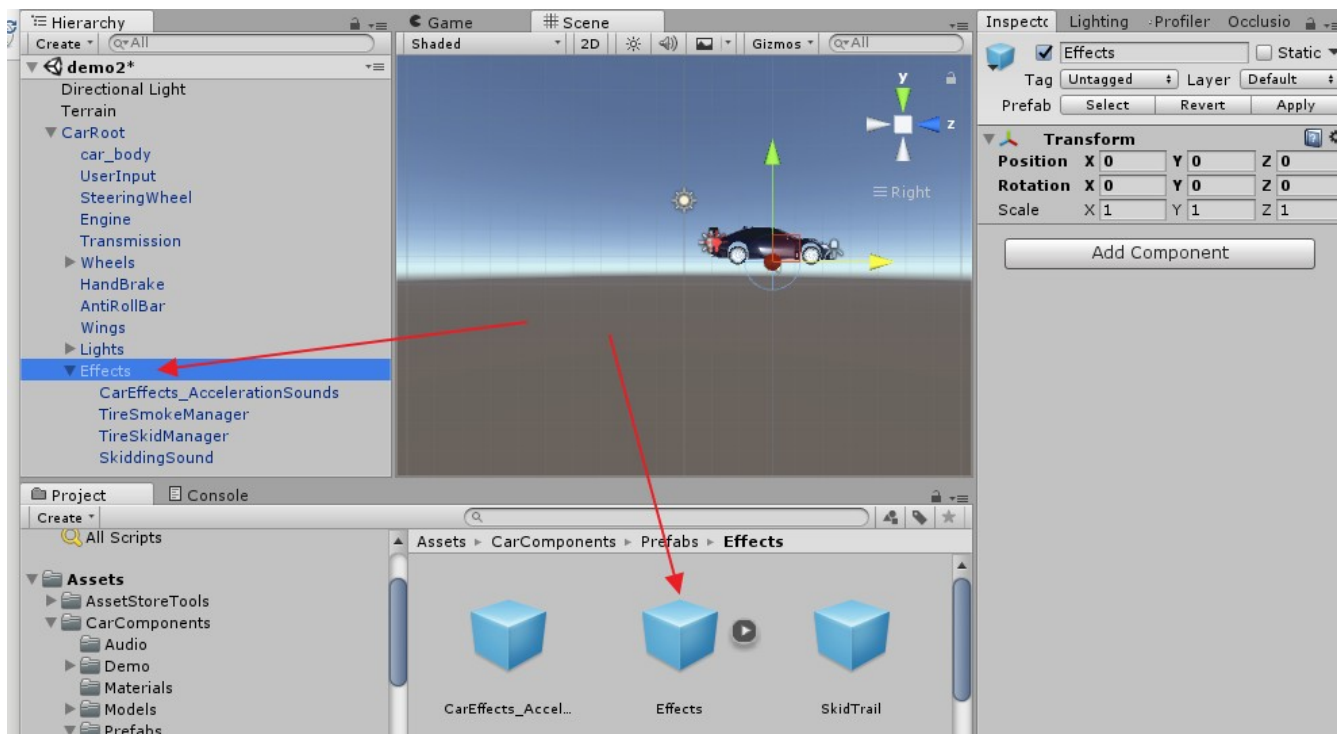 Hierarchy
Create
All
demo2*
Directional Light
Terrain
CarRoot
car_body
UserInput
SteeringWheel
Engine
Transmission
Wheels
HandBrake
AntiRollBar
Wings
Lights
Effects
CarEffects_AccelerationSounds
TireSmokeManager
TireSkidManager
SkiddingSound
Game
Scene
Shaded
2D
Gizmos
All
y
z
Right
Inspectc
Lighting
Profiler
Occlusio
Effects
Static
Tag
Untagged
Layer
Default
Prefab
Select
Revert
Apply
Transform
Position X 0 Y 0 Z 0
Rotation X 0 Y 0 Z 0
Scale X 1 Y 1 Z 1
Add Component
Project
Console
Create
All Scripts
Assets
AssetStoreTools
CarComponents
Audio
Demo
Materials
Models
Prefabs
Assets CarComponents Prefabs Effects
CarEffects_Accel...
Effects
SkidTrail